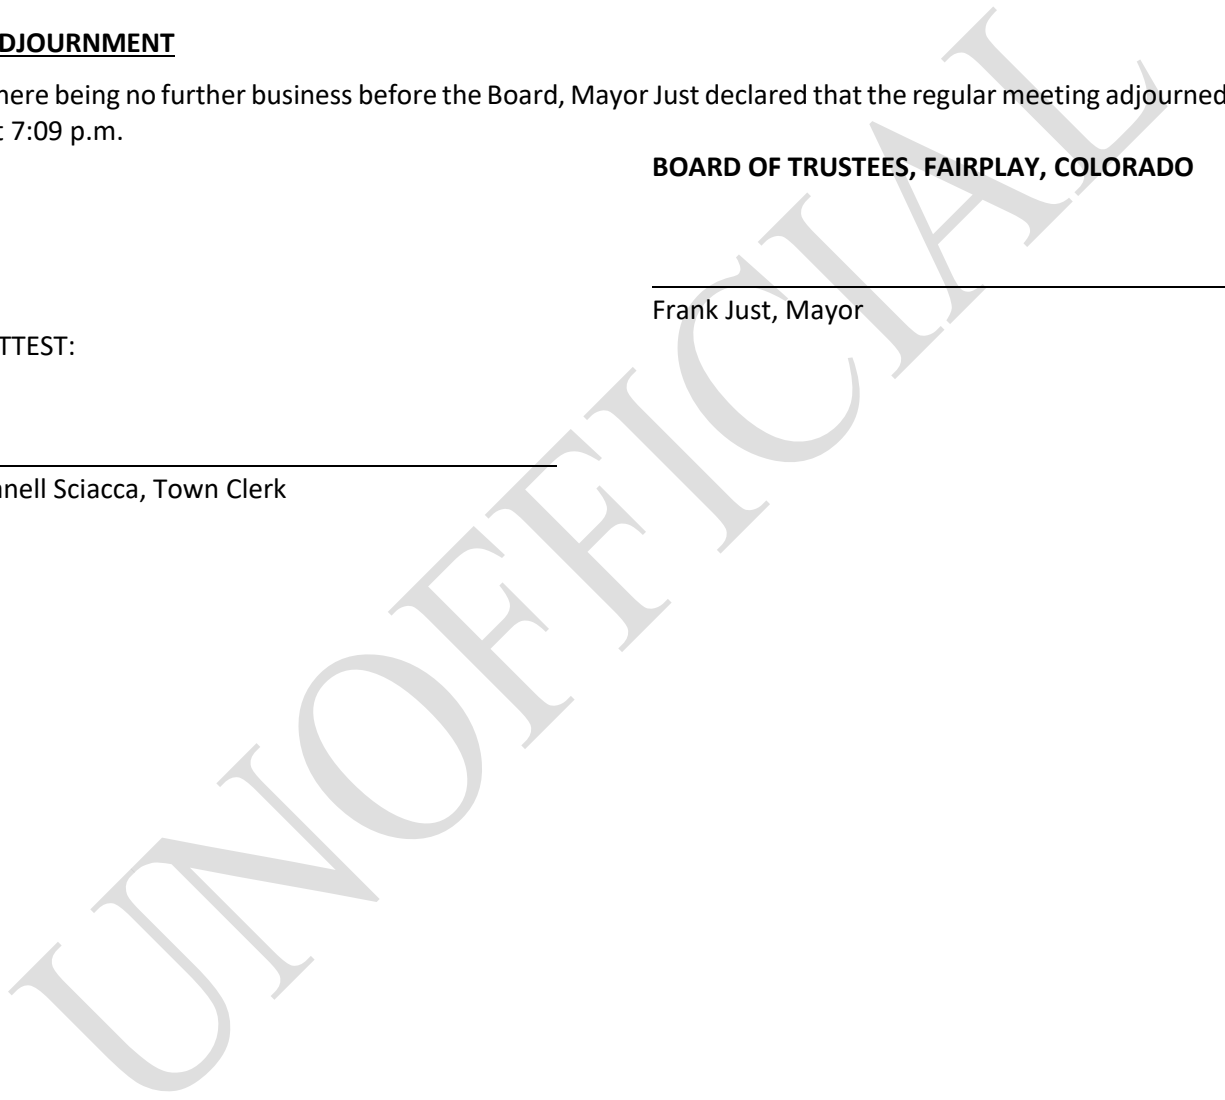 DJOURNMENT
here being no further business before the Board, Mayor Just declared that the regular meeting adjourned
t 7:09 p.m.
BOARD OF TRUSTEES, FAIRPLAY, COLORADO
Frank Just, Mayor
TTEST:
nell Sciacca, Town Clerk
UNOFFICIAL